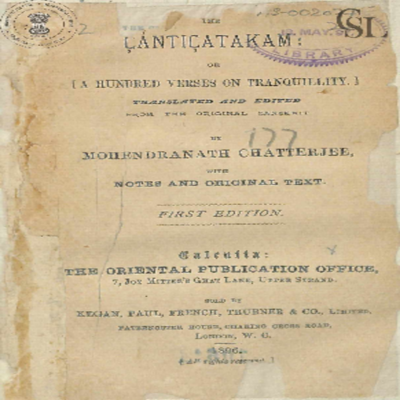 THE
ÇÁNTIÇATAKAM:
OR
[A HUNDRED VERSES ON TRANQUILLITY.]
TRANSLATED AND EDITED
FROM THE ORIGINAL SANSKRIT
BY
177
MOHENDRANATH CHATTERJEE,
WITH
NOTES AND ORIGINAL TEXT.
FIRST EDITION.
Calcutta:
THE ORIENTAL PUBLICATION OFFICE,
7, JOY MITTER'S GHAT LANE, UPPER STRAND.
SOLD BY
KEGAN, PAUL, FRENCH, TRUBNER & CO., LIMITED.
PATERNOSTER HOUSE, CHARING CROSS ROAD,
LONDON, W. C.
CSL
LIBRARY